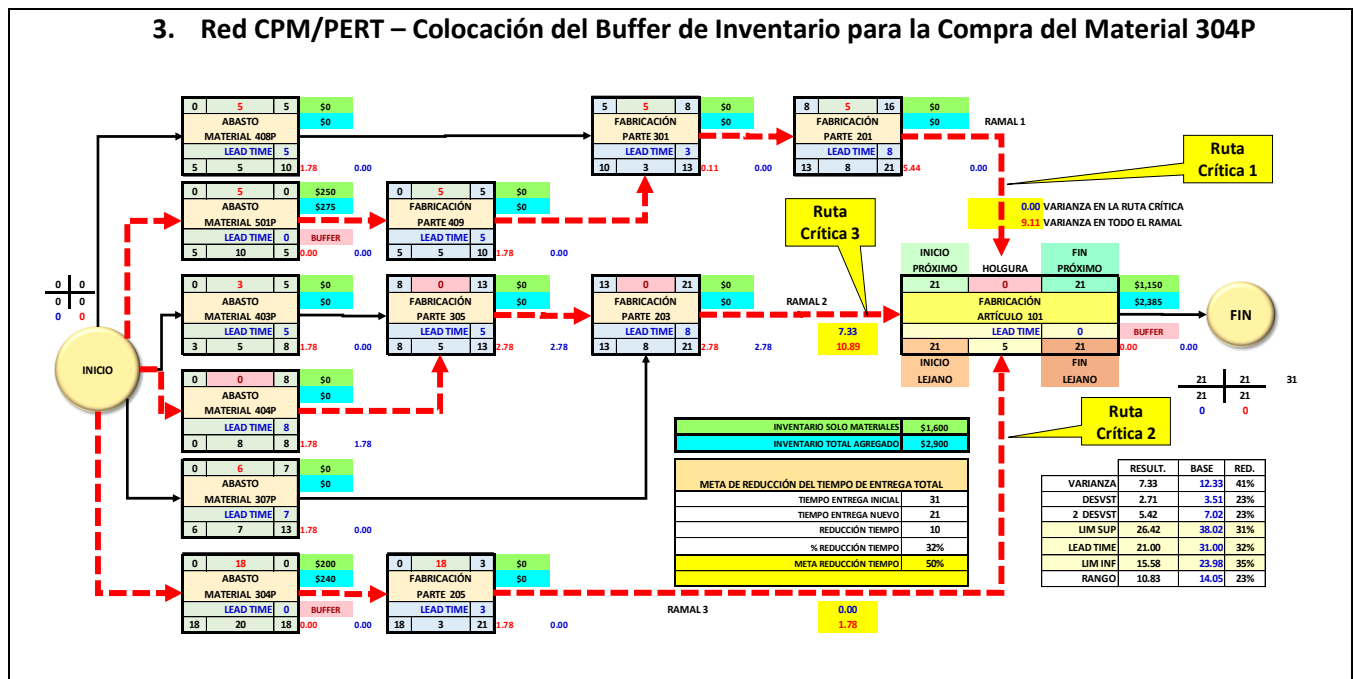 3. Red CPM/PERT – Colocación del Buffer de Inventario para la Compra del Material 304P
0 5 5 $0
ABASTO $0
MATERIAL 408P
LEAD TIME 5
5 5 10 1.78 0.00
5 5 8 $0
FABRICACIÓN $0
PARTE 301
LEAD TIME 3
10 3 13 0.11 0.00
8 5 16 $0
FABRICACIÓN $0
PARTE 201
LEAD TIME 8
13 8 21 5.44 0.00
RAMAL 1
Ruta
Crítica 1
0.00 VARIANZA EN LA RUTA CRÍTICA
9.11 VARIANZA EN TODO EL RAMAL
0 5 0 $250
ABASTO $275
MATERIAL 501P
LEAD TIME 0 BUFFER
5 10 5 0.00 0.00
0 5 5 $0
FABRICACIÓN $0
PARTE 409
LEAD TIME 5
5 5 10 1.78 0.00
Ruta
Crítica 3
0 0
0 0
0 0
INICIO
0 3 5 $0
ABASTO $0
MATERIAL 403P
LEAD TIME 5
3 5 8 1.78 0.00
8 0 13 $0
FABRICACIÓN $0
PARTE 305
LEAD TIME 5
8 5 13 2.78 2.78
13 0 21 $0
FABRICACIÓN $0
PARTE 203
LEAD TIME 8
13 8 21 2.78 2.78
RAMAL 2
7.33
10.89
INICIO FIN
PRÓXIMO HOLGURA PRÓXIMO
21 0 21 $1,150
FABRICACIÓN $2,385
ARTÍCULO 101
LEAD TIME 0 BUFFER
21 5 21 0.00 0.00
INICIO FIN
LEJANO LEJANO
FIN
21 21 31
21 21
0 0
0 0 8 $0
ABASTO $0
MATERIAL 404P
LEAD TIME 8
0 8 8 1.78 1.78
Ruta
Crítica 2
0 6 7 $0
ABASTO $0
MATERIAL 307P
LEAD TIME 7
6 7 13 1.78 0.00
INVENTARIO SOLO MATERIALES $1,600
INVENTARIO TOTAL AGREGADO $2,900
META DE REDUCCIÓN DEL TIEMPO DE ENTREGA TOTAL
TIEMPO ENTREGA INICIAL 31
TIEMPO ENTREGA NUEVO 21
REDUCCIÓN TIEMPO 10
% REDUCCIÓN TIEMPO 32%
META REDUCCIÓN TIEMPO 50%
RESULT. BASE RED.
VARIANZA 7.33 12.33 41%
DESVST 2.71 3.51 23%
2 DESVST 5.42 7.02 23%
LIM SUP 26.42 38.02 31%
LEAD TIME 21.00 31.00 32%
LIM INF 15.58 23.98 35%
RANGO 10.83 14.05 23%
0 18 0 $200
ABASTO $240
MATERIAL 304P
LEAD TIME 0 BUFFER
18 20 18 0.00 0.00
0 18 3 $0
FABRICACIÓN $0
PARTE 205
LEAD TIME 3
18 3 21 1.78 0.00
RAMAL 3
0.00
1.78